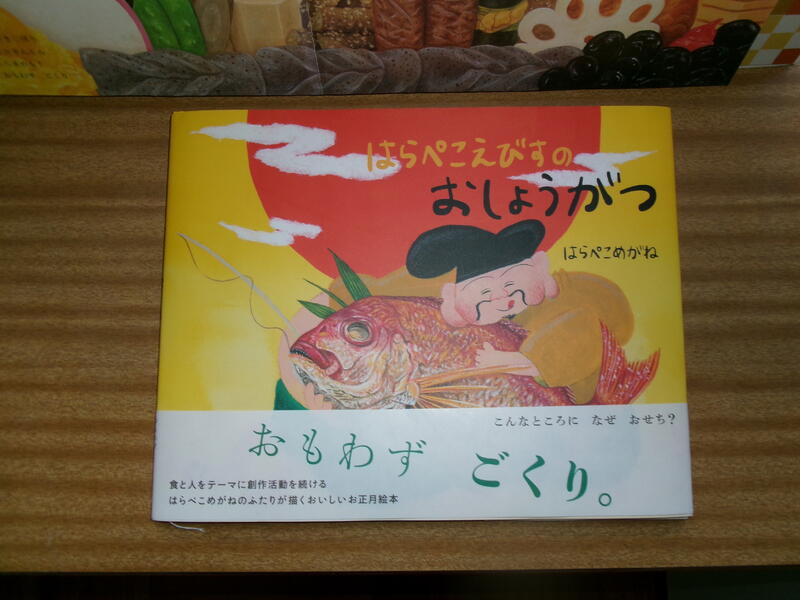 はらぺこえびすの
おしょうがつ
はらぺこめがね
こんなところに なぜ おせち?
おもわず ごくり。
食と人をテーマに創作活動を続ける
はらぺこめがねのふたりが描くおいしいお正月絵本